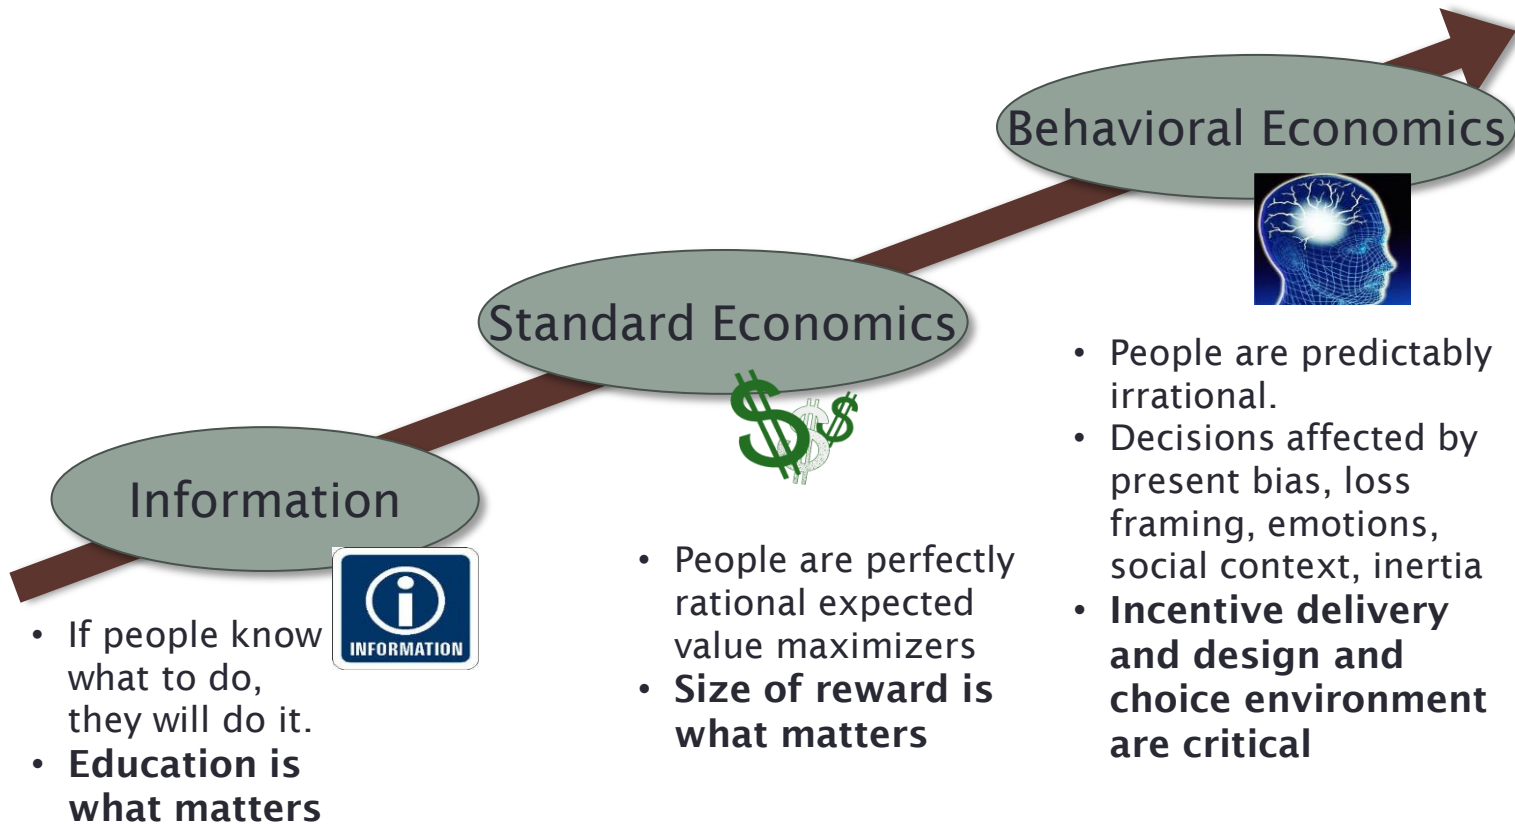 Behavioral Economics
Standard Economics
Information
INFORMATION
• If people know
what to do,
they will do it.
• Education is
what matters
• People are perfectly
rational expected
value maximizers
• Size of reward is
what matters
• People are predictably
irrational.
• Decisions affected by
present bias, loss
framing, emotions,
social context, inertia
• Incentive delivery
and design and
choice environment
are critical